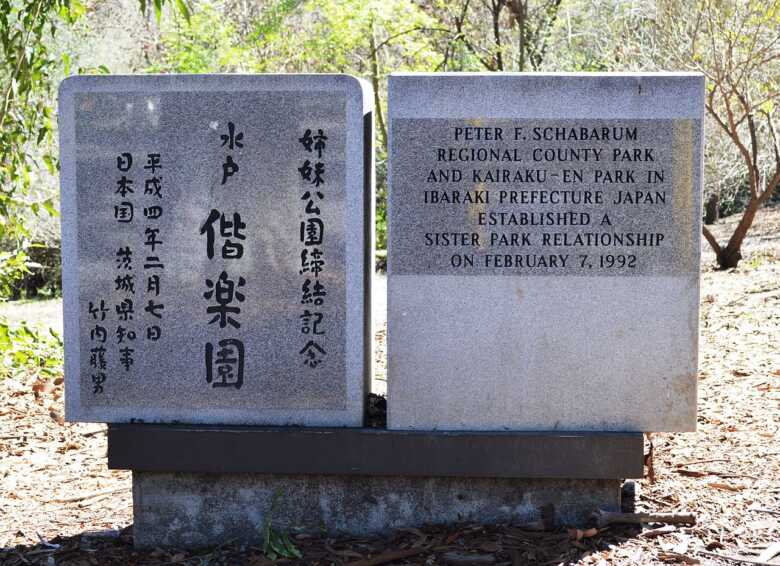 姉妹公園締結記念
水戸 偕楽園
平成四年二月七日
日本国 茨城県知事 竹内藤男
PETER F. SCHABARUM
REGIONAL COUNTY PARK
AND KAIRAKU-EN PARK IN
IBARAKI PREFECTURE JAPAN
ESTABLISHED A
SISTER PARK RELATIONSHIP
ON FEBRUARY 7, 1992